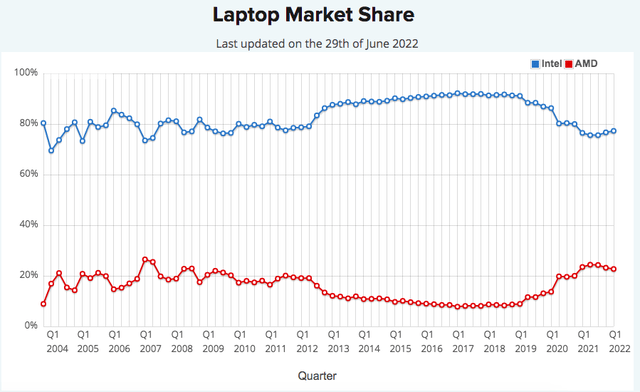 Laptop Market Share
Last updated on the 29th of June 2022
Intel AMD
100%
80%
60%
40%
20%
0%
Q1 Q1 Q1 Q1 Q1 Q1 Q1 Q1 Q1 Q1 Q1 Q1 Q1 Q1 Q1 Q1 Q1 Q1 Q1
2004 2005 2006 2007 2008 2009 2010 2011 2012 2013 2014 2015 2016 2017 2018 2019 2020 2021 2022
Quarter